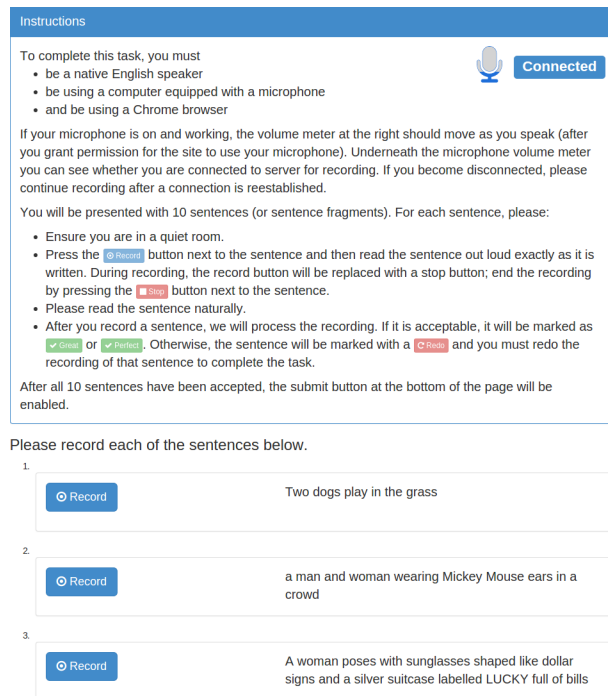 Instructions
To complete this task, you must
Connected
• be a native English speaker
• be using a computer equipped with a microphone
• and be using a Chrome browser
If your microphone is on and working, the volume meter at the right should move as you speak (after
you grant permission for the site to use your microphone). Underneath the microphone volume meter
you can see whether you are connected to server for recording. If you become disconnected, please
continue recording after a connection is reestablished.
You will be presented with 10 sentences (or sentence fragments). For each sentence, please:
• Ensure you are in a quiet room.
• Press the Record button next to the sentence and then read the sentence out loud exactly as it is
written. During recording, the record button will be replaced with a stop button; end the recording
by pressing the Stop button next to the sentence.
• Please read the sentence naturally.
• After you record a sentence, we will process the recording. If it is acceptable, it will be marked as
Great or Perfect. Otherwise, the sentence will be marked with a Redo and you must redo the
recording of that sentence to complete the task.
After all 10 sentences have been accepted, the submit button at the bottom of the page will be
enabled.
Please record each of the sentences below.
1.
Record
Two dogs play in the grass
2.
Record
a man and woman wearing Mickey Mouse ears in a
crowd
3.
Record
A woman poses with sunglasses shaped like dollar
signs and a silver suitcase labelled LUCKY full of bills